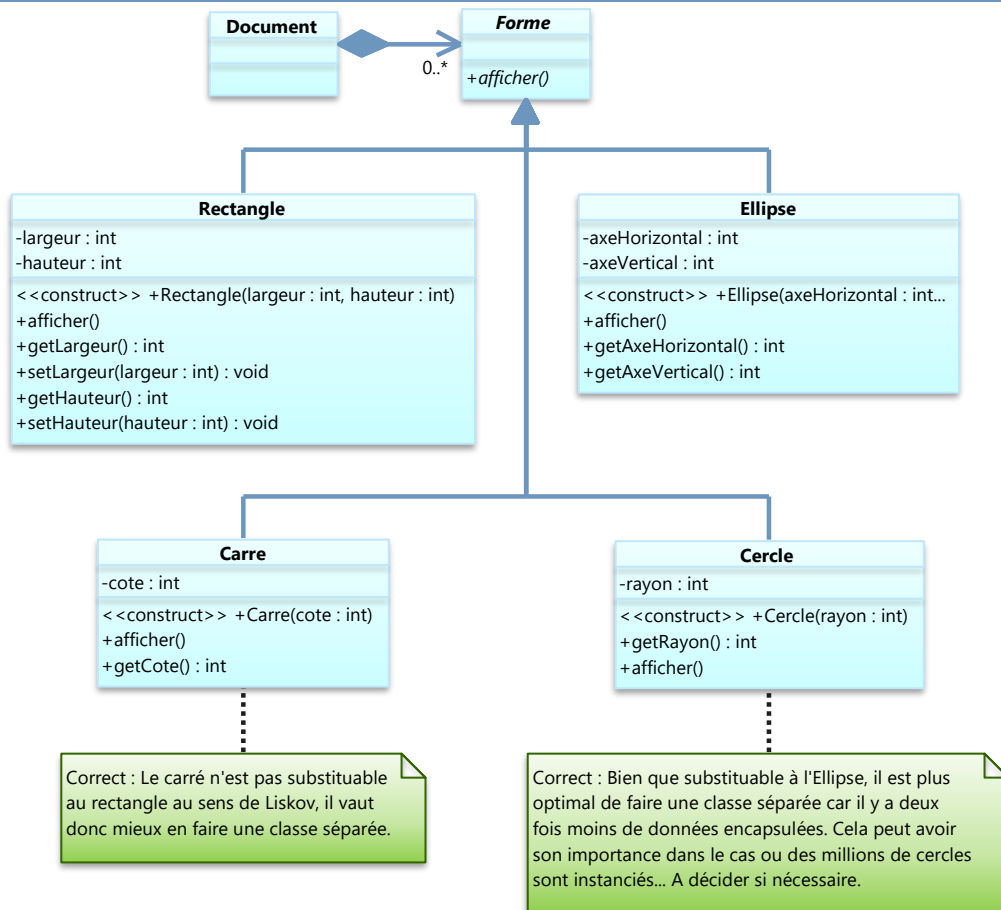 Document
Forme
0..*
+afficher()
Rectangle
-largeur : int
-hauteur : int
<<construct>> +Rectangle(largeur : int, hauteur : int)
+afficher()
+getLargeur() : int
+setLargeur(largeur : int) : void
+getHauteur() : int
+setHauteur(hauteur : int) : void
Ellipse
-axeHorizontal : int
-axeVertical : int
<<construct>> +Ellipse(axeHorizontal : int...
+afficher()
+getAxeHorizontal() : int
+getAxeVertical() : int
Carre
-cote : int
<<construct>> +Carre(cote : int)
+afficher()
+getCote() : int
Cercle
-rayon : int
<<construct>> +Cercle(rayon : int)
+getRayon() : int
+afficher()
Correct : Le carré n'est pas substituable
au rectangle au sens de Liskov, il vaut
donc mieux en faire une classe séparée.
Correct : Bien que substituable à l'Ellipse, il est plus
optimal de faire une classe séparée car il y a deux
fois moins de données encapsulées. Cela peut avoir
son importance dans le cas ou des millions de cercles
sont instanciés... A décider si nécessaire.